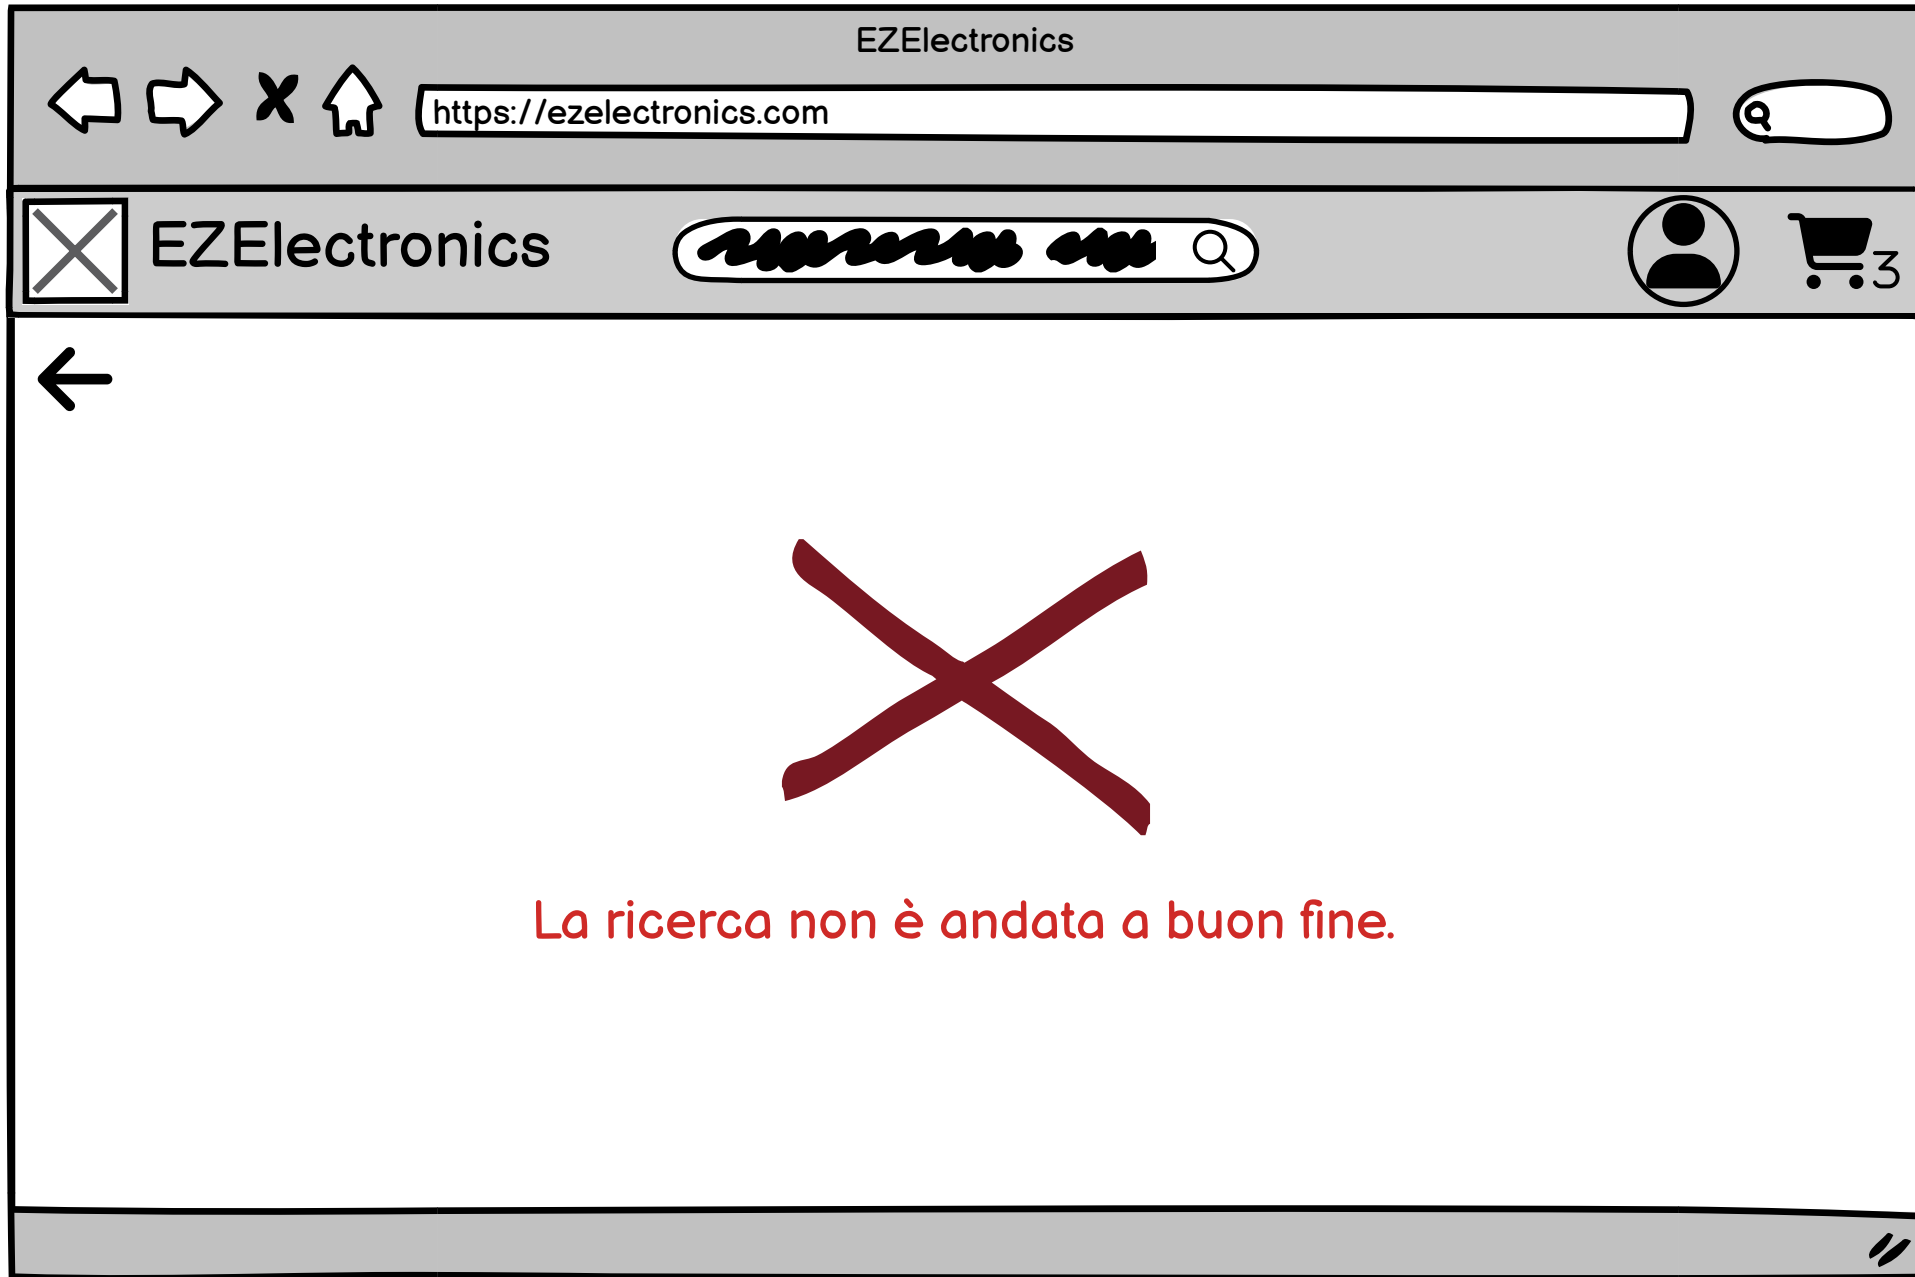 EZElectronics
https://ezelectronics.com
EZElectronics
3
La ricerca non è andata a buon fine.